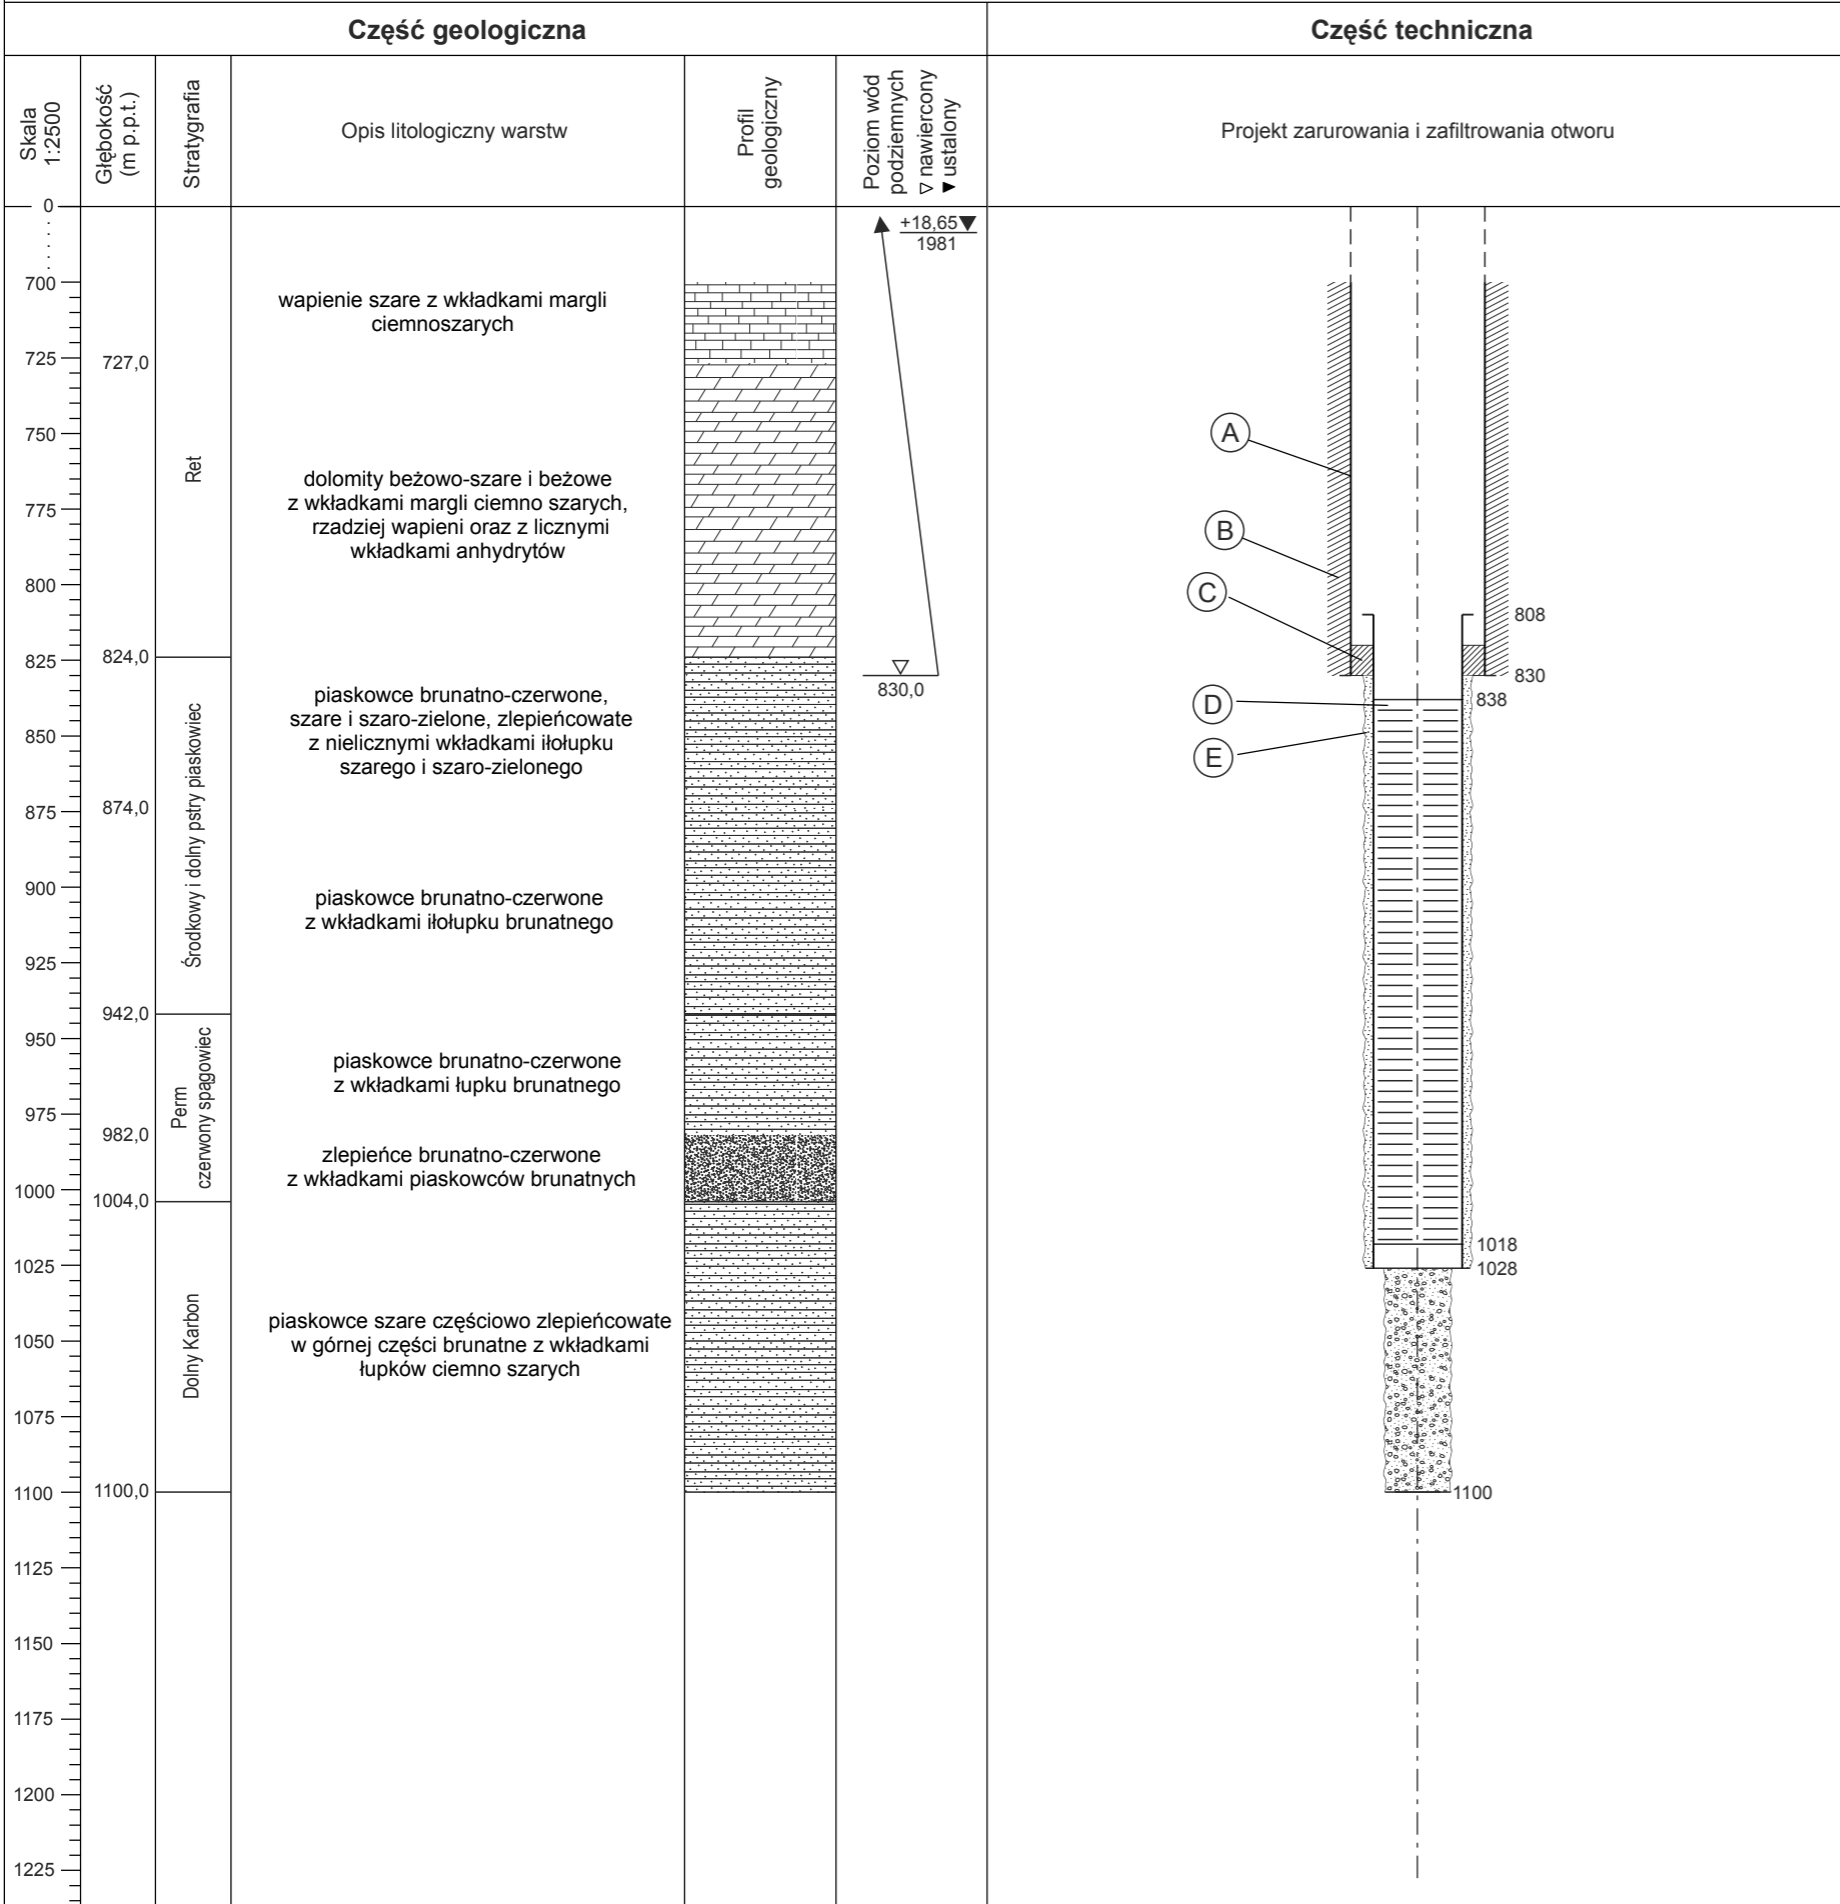 Część geologiczna
Część techniczna
Skala
1:2500
Głębokość
(m p.p.t.)
Stratygrafia
Opis litologiczny warstw
Profil
geologiczny
Poziom wód
podziemnych
▽ nawiercony
▼ ustalony
Projekt zarurowania i zafiltrowania otworu
0
700
725
750
775
800
825
850
875
900
925
950
975
1000
1025
1050
1075
1100
1125
1150
1175
1200
1225
727,0
824,0
874,0
942,0
982,0
1004,0
1100,0
Ret
Środkowy i dolny pstry piaskowiec
Perm
czerwony spągowiec
Dolny Karbon
wapienie szare z wkładkami margli
ciemnoszarych
dolomity beżowo-szare i beżowe
z wkładkami margli ciemno szarych,
rzadziej wapieni oraz z licznymi
wkładkami anhydrytów
piaskowce brunatno-czerwone,
szare i szaro-zielone, zlepieńcowate
z nielicznymi wkładkami iłołupku
szarego i szaro-zielonego
piaskowce brunatno-czerwone
z wkładkami iłołupku brunatnego
piaskowce brunatno-czerwone
z wkładkami łupku brunatnego
zlepieńce brunatno-czerwone
z wkładkami piaskowców brunatnych
piaskowce szare częściowo zlepieńcowate
w górnej części brunatne z wkładkami
łupków ciemno szarych
+18,65▼
1981
▽
830,0
A
B
C
D
E
808
830
838
1018
1028
1100